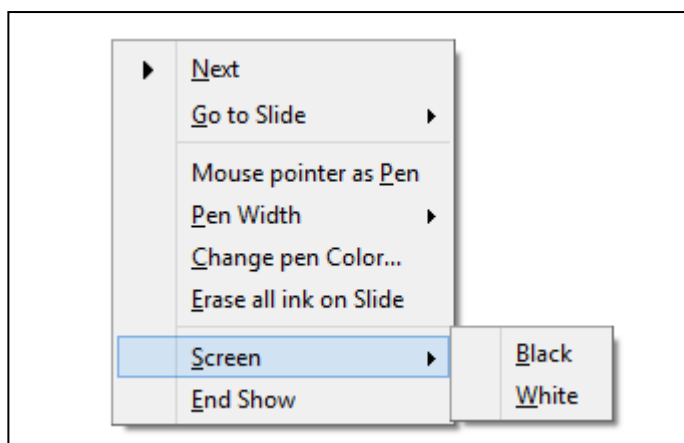 Next
Go to Slide
Mouse pointer as Pen
Pen Width
Change pen Color...
Erase all ink on Slide
Screen
End Show
Black
White